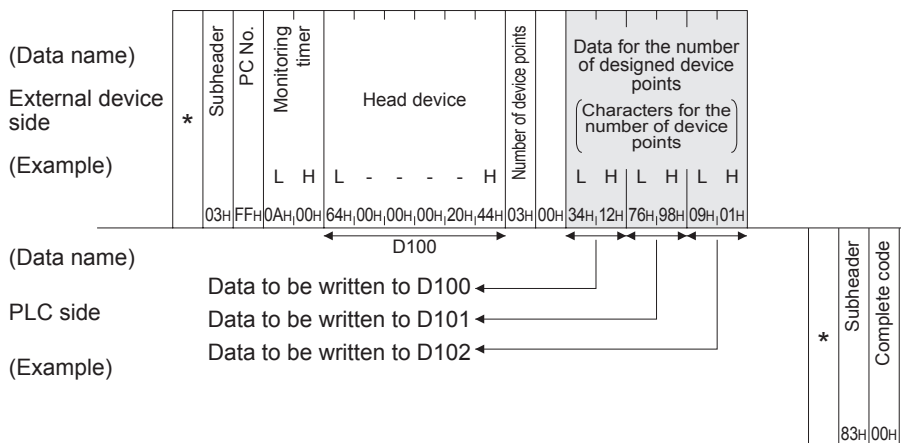 (Data name)
External device
side
(Example)
*
Subheader
PC No.
Monitoring
timer
Head device
Number of device points
Data for the number
of designed device
points
(Characters for the
number of device
points)
L H L - - - - H L H L H L H
03H FFH 0AH 00H 64H 00H 00H 00H 20H 44H 03H 00H 34H 12H 76H 98H 09H 01H
D100
(Data name)
PLC side
(Example)
Data to be written to D100
Data to be written to D101
Data to be written to D102
*
Subheader
Complete code
83H 00H